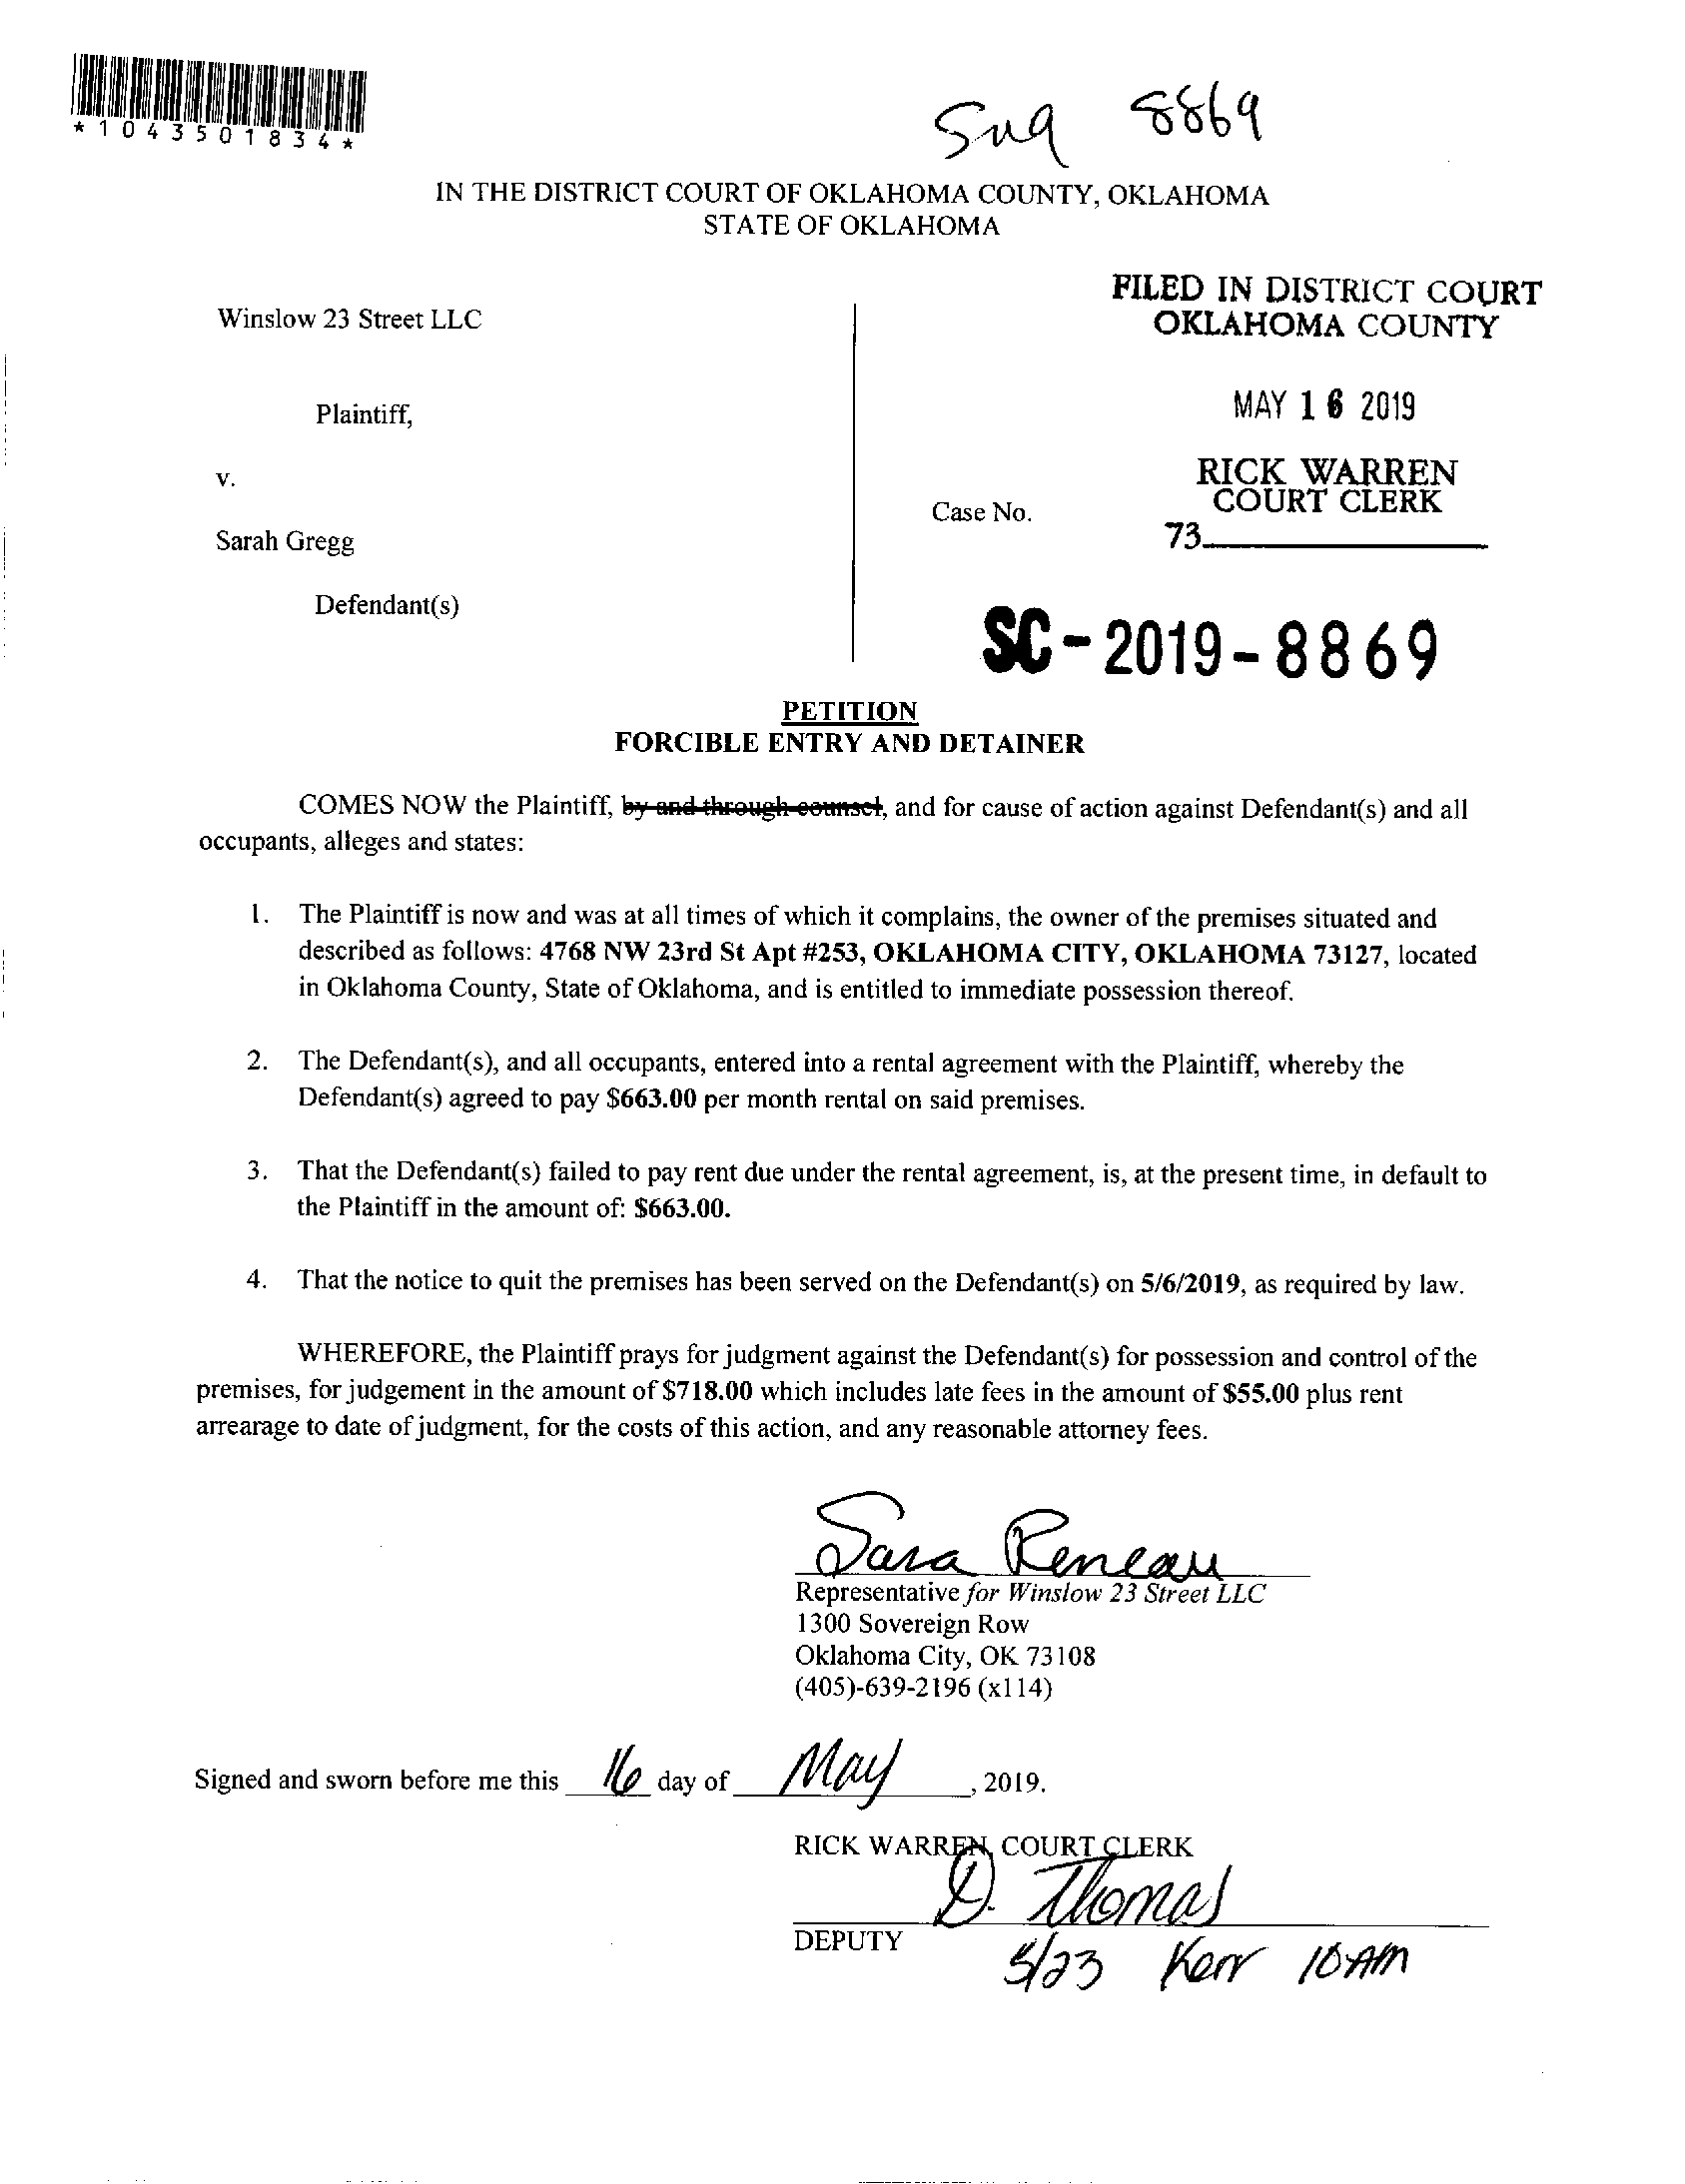 *1043501834*
8869
IN THE DISTRICT COURT OF OKLAHOMA COUNTY, OKLAHOMA
STATE OF OKLAHOMA
FILED IN DISTRICT COURT
OKLAHOMA COUNTY
Winslow 23 Street LLC
MAY 16 2019
Plaintiff,
RICK WARREN
COURT CLERK
v.
Case No.
73
Sarah Gregg
Defendant(s)
SC-2019-8869
PETITION
FORCIBLE ENTRY AND DETAINER
COMES NOW the Plaintiff, by and through counsel, and for cause of action against Defendant(s) and all
occupants, alleges and states:
1. The Plaintiff is now and was at all times of which it complains, the owner of the premises situated and
described as follows: 4768 NW 23rd St Apt #253, OKLAHOMA CITY, OKLAHOMA 73127, located
in Oklahoma County, State of Oklahoma, and is entitled to immediate possession thereof.
2. The Defendant(s), and all occupants, entered into a rental agreement with the Plaintiff, whereby the
Defendant(s) agreed to pay $663.00 per month rental on said premises.
3. That the Defendant(s) failed to pay rent due under the rental agreement, is, at the present time, in default to
the Plaintiff in the amount of: $663.00.
4. That the notice to quit the premises has been served on the Defendant(s) on 5/6/2019, as required by law.
WHEREFORE, the Plaintiff prays for judgment against the Defendant(s) for possession and control of the
premises, for judgement in the amount of $718.00 which includes late fees in the amount of $55.00 plus rent
arrearage to date of judgment, for the costs of this action, and any reasonable attorney fees.
Sara Reneau
Representative for Winslow 23 Street LLC
1300 Sovereign Row
Oklahoma City, OK 73108
(405)-639-2196 (x114)
Signed and sworn before me this 16 day of May, 2019.
RICK WARREN, COURT CLERK
D. Thomas
DEPUTY
5/23 Kerr 10 AM